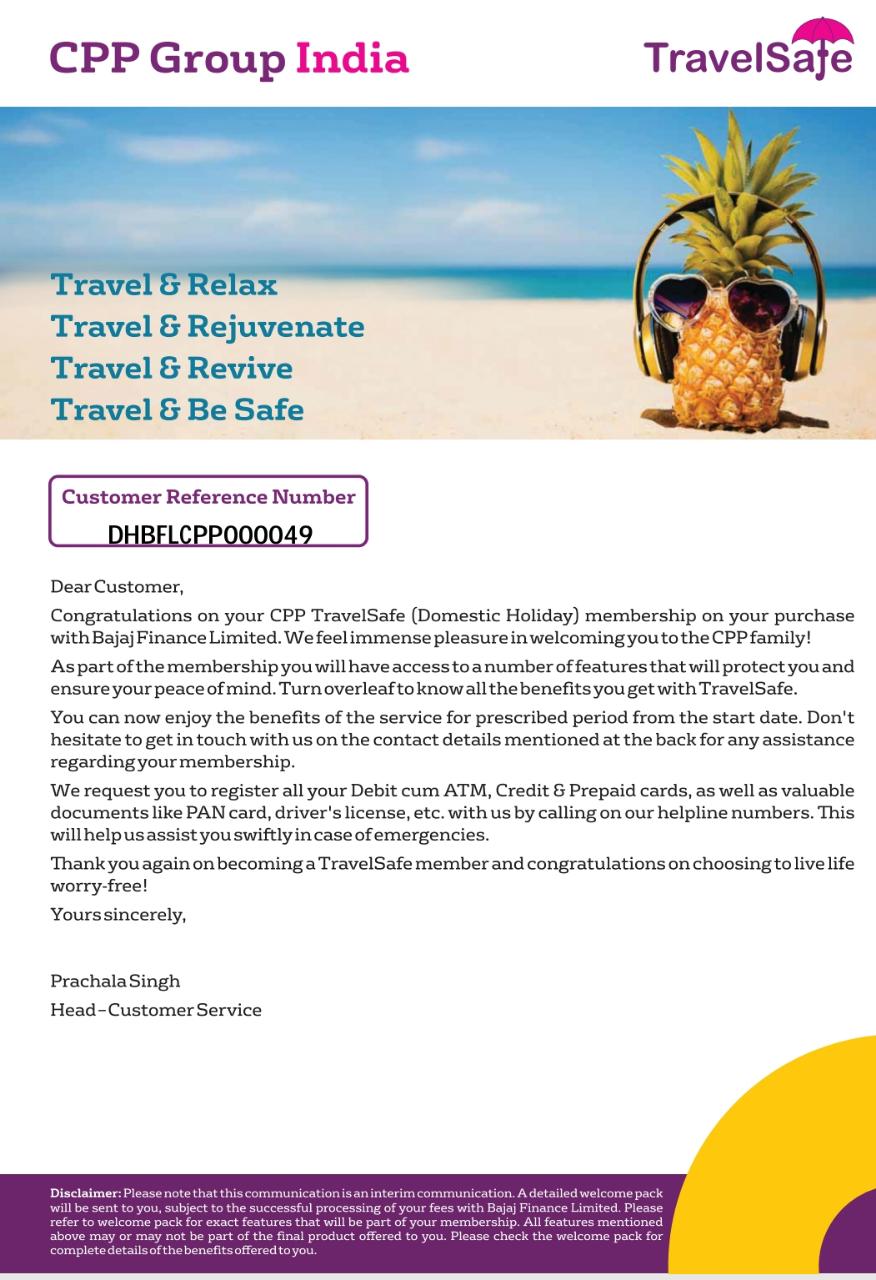 CPP Group India
TravelSafe
Travel & Relax
Travel & Rejuvenate
Travel & Revive
Travel & Be Safe
Customer Reference Number
DHBFLCPP000049
Dear Customer,
Congratulations on your CPP TravelSafe (Domestic Holiday) membership on your purchase
with Bajaj Finance Limited. We feel immense pleasure in welcoming you to the CPP family!
As part of the membership you will have access to a number of features that will protect you and
ensure your peace of mind. Turn overleaf to know all the benefits you get with TravelSafe.
You can now enjoy the benefits of the service for prescribed period from the start date. Don't
hesitate to get in touch with us on the contact details mentioned at the back for any assistance
regarding your membership.
We request you to register all your Debit cum ATM, Credit & Prepaid cards, as well as valuable
documents like PAN card, driver's license, etc. with us by calling on our helpline numbers. This
will help us assist you swiftly in case of emergencies.
Thank you again on becoming a TravelSafe member and congratulations on choosing to live life
worry-free!
Yours sincerely,
Prachala Singh
Head–Customer Service
Disclaimer: Please note that this communication is an interim communication. A detailed welcome pack
will be sent to you, subject to the successful processing of your fees with Bajaj Finance Limited. Please
refer to welcome pack for exact features that will be part of your membership. All features mentioned
above may or may not be part of the final product offered to you. Please check the welcome pack for
complete details of the benefits offered to you.